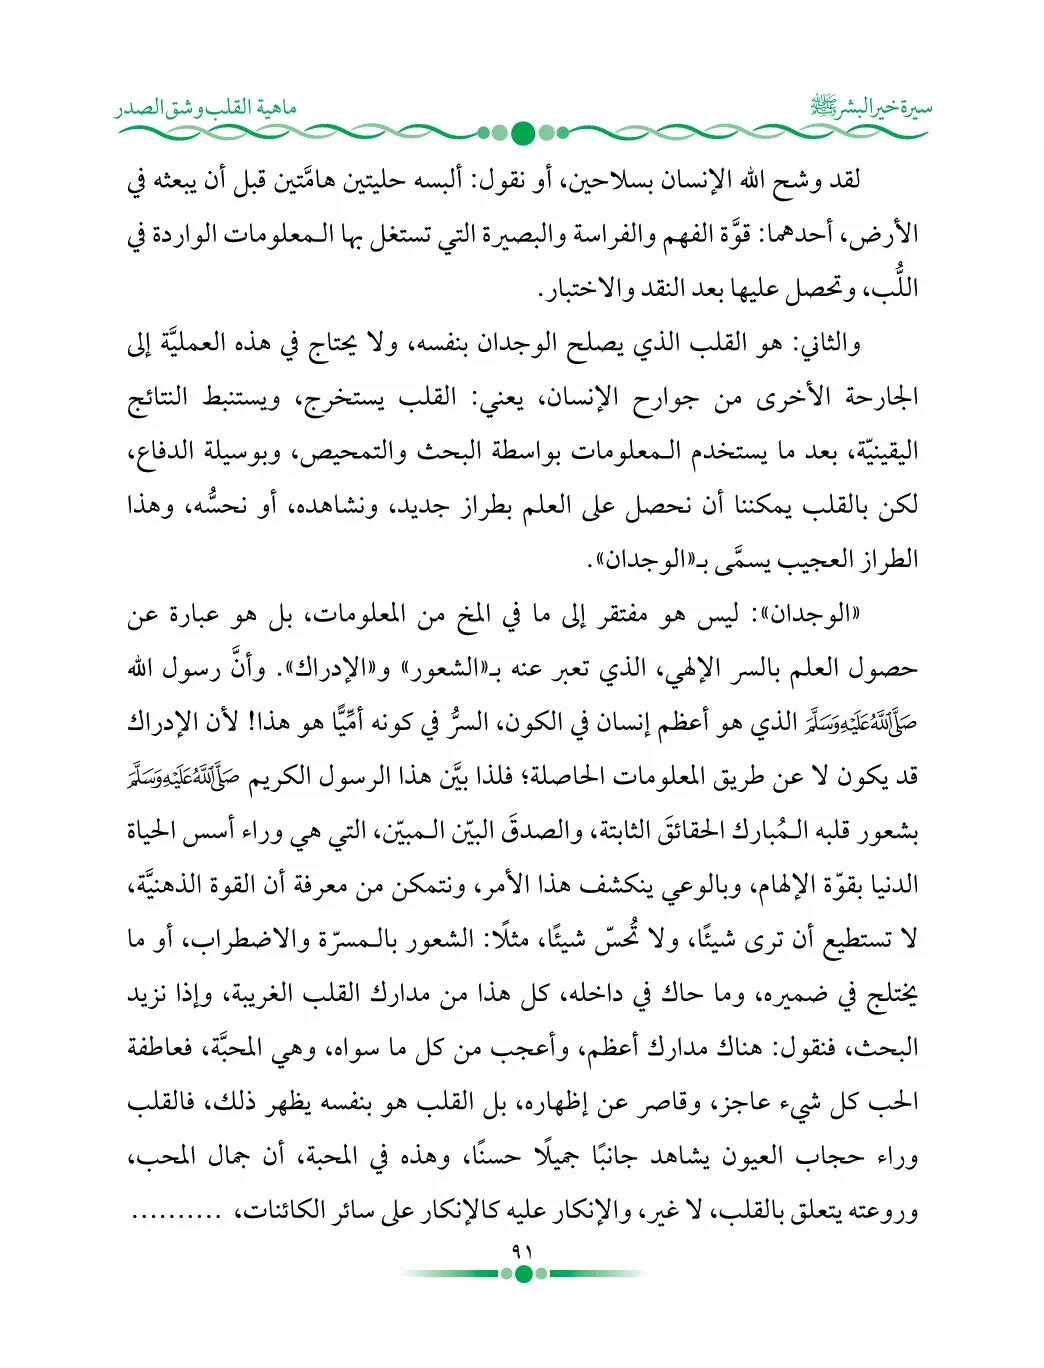 سيرة خير البشر ﷺ
ماهية القلب وشق الصدر
لقد وشح الله الإنسان بسلاحين، أو نقول: ألبسه حليتين هامَّتين قبل أن يبعثه في
الأرض، أحدهما: قوَّة الفهم والفراسة والبصيرة التي تستغل بها الـمعلومات الواردة في
اللُّب، وتحصل عليها بعد النقد والاختبار.
والثاني: هو القلب الذي يصلح الوجدان بنفسه، ولا يحتاج في هذه العمليَّة إلى
الجارحة الأخرى من جوارح الإنسان، يعني: القلب يستخرج، ويستنبط النتائج
اليقينيّة، بعد ما يستخدم الـمعلومات بواسطة البحث والتمحيص، وبوسيلة الدفاع،
لكن بالقلب يمكننا أن نحصل على العلم بطراز جديد، ونشاهده، أو نحسُّه، وهذا
الطراز العجيب يسمَّى بـ«الوجدان».
«الوجدان»: ليس هو مفتقر إلى ما في المخ من المعلومات، بل هو عبارة عن
حصول العلم بالسر الإلهي، الذي تعبر عنه بـ«الشعور» و«الإدراك». وأنَّ رسول الله
ﷺ الذي هو أعظم إنسان في الكون، السرُّ في كونه أمِّيًّا هو هذا! لأن الإدراك
قد يكون لا عن طريق المعلومات الحاصلة؛ فلذا بيَّن هذا الرسول الكريم ﷺ
بشعور قلبه الـمُبارك الحقائقَ الثابتة، والصدقَ البيّن الـمبيّن، التي هي وراء أسس الحياة
الدنيا بقوّة الإلهام، وبالوعي ينكشف هذا الأمر، ونتمكن من معرفة أن القوة الذهنيَّة،
لا تستطيع أن ترى شيئًا، ولا تُحسّ شيئًا، مثلًا: الشعور بالـمسرّة والاضطراب، أو ما
يختلج في ضميره، وما حاك في داخله، كل هذا من مدارك القلب الغريبة، وإذا نزيد
البحث، فنقول: هناك مدارك أعظم، وأعجب من كل ما سواه، وهي المحبَّة، فعاطفة
الحب كل شيء عاجز، وقاصر عن إظهاره، بل القلب هو بنفسه يظهر ذلك، فالقلب
وراء حجاب العيون يشاهد جانبًا جميلًا حسنًا، وهذه في المحبة، أن جمال المحب،
وروعته يتعلق بالقلب، لا غير، والإنكار عليه كالإنكار على سائر الكائنات، ..........
٩١